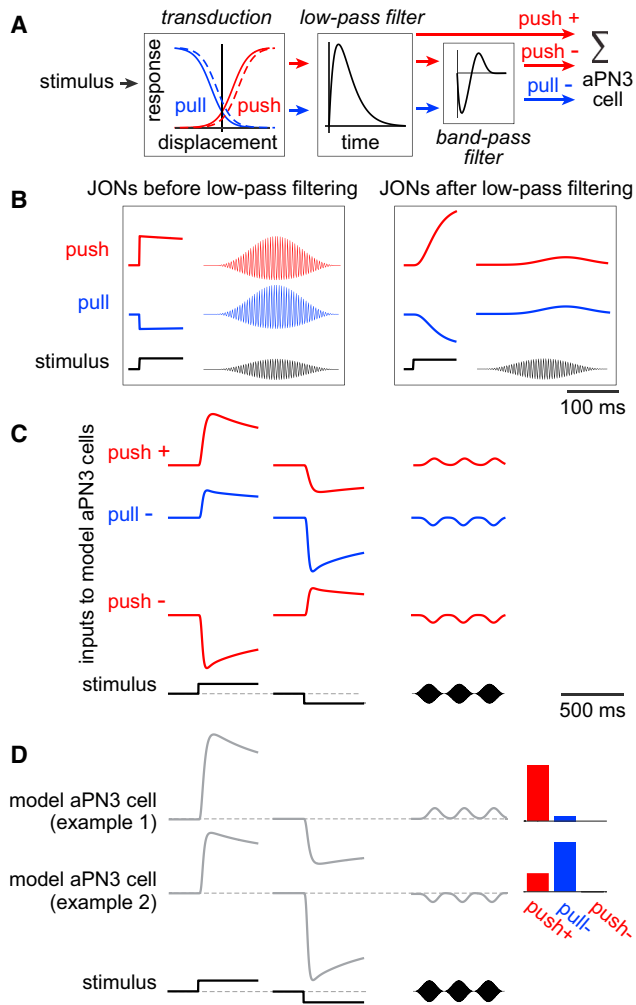 A
transduction
low-pass filter
push +
push -
pull -
∑
aPN3
cell
stimulus
response
pull
push
displacement
time
band-pass
filter
B
JONs before low-pass filtering
JONs after low-pass filtering
push
pull
stimulus
100 ms
C
inputs to model aPN3 cells
push +
pull -
push -
stimulus
500 ms
D
model aPN3 cell
(example 1)
model aPN3 cell
(example 2)
push+
pull-
push-
stimulus